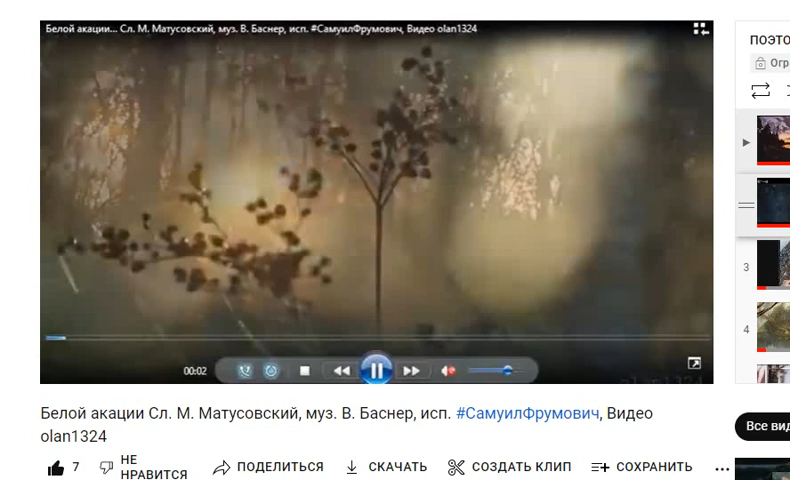 Белой акации... Сл. М. Матусовский, муз. В. Баснер, исп. #СамуилФрумович, Видео olan1324
поэто
Огр
3
4
00:02
olan1324
Белой акации Сл. М. Матусовский, муз. В. Баснер, исп. #СамуилФрумович, Видео
olan1324
Все вид
7
НЕ
НРАВИТСЯ
ПОДЕЛИТЬСЯ
СКАЧАТЬ
СОЗДАТЬ КЛИП
СОХРАНИТЬ